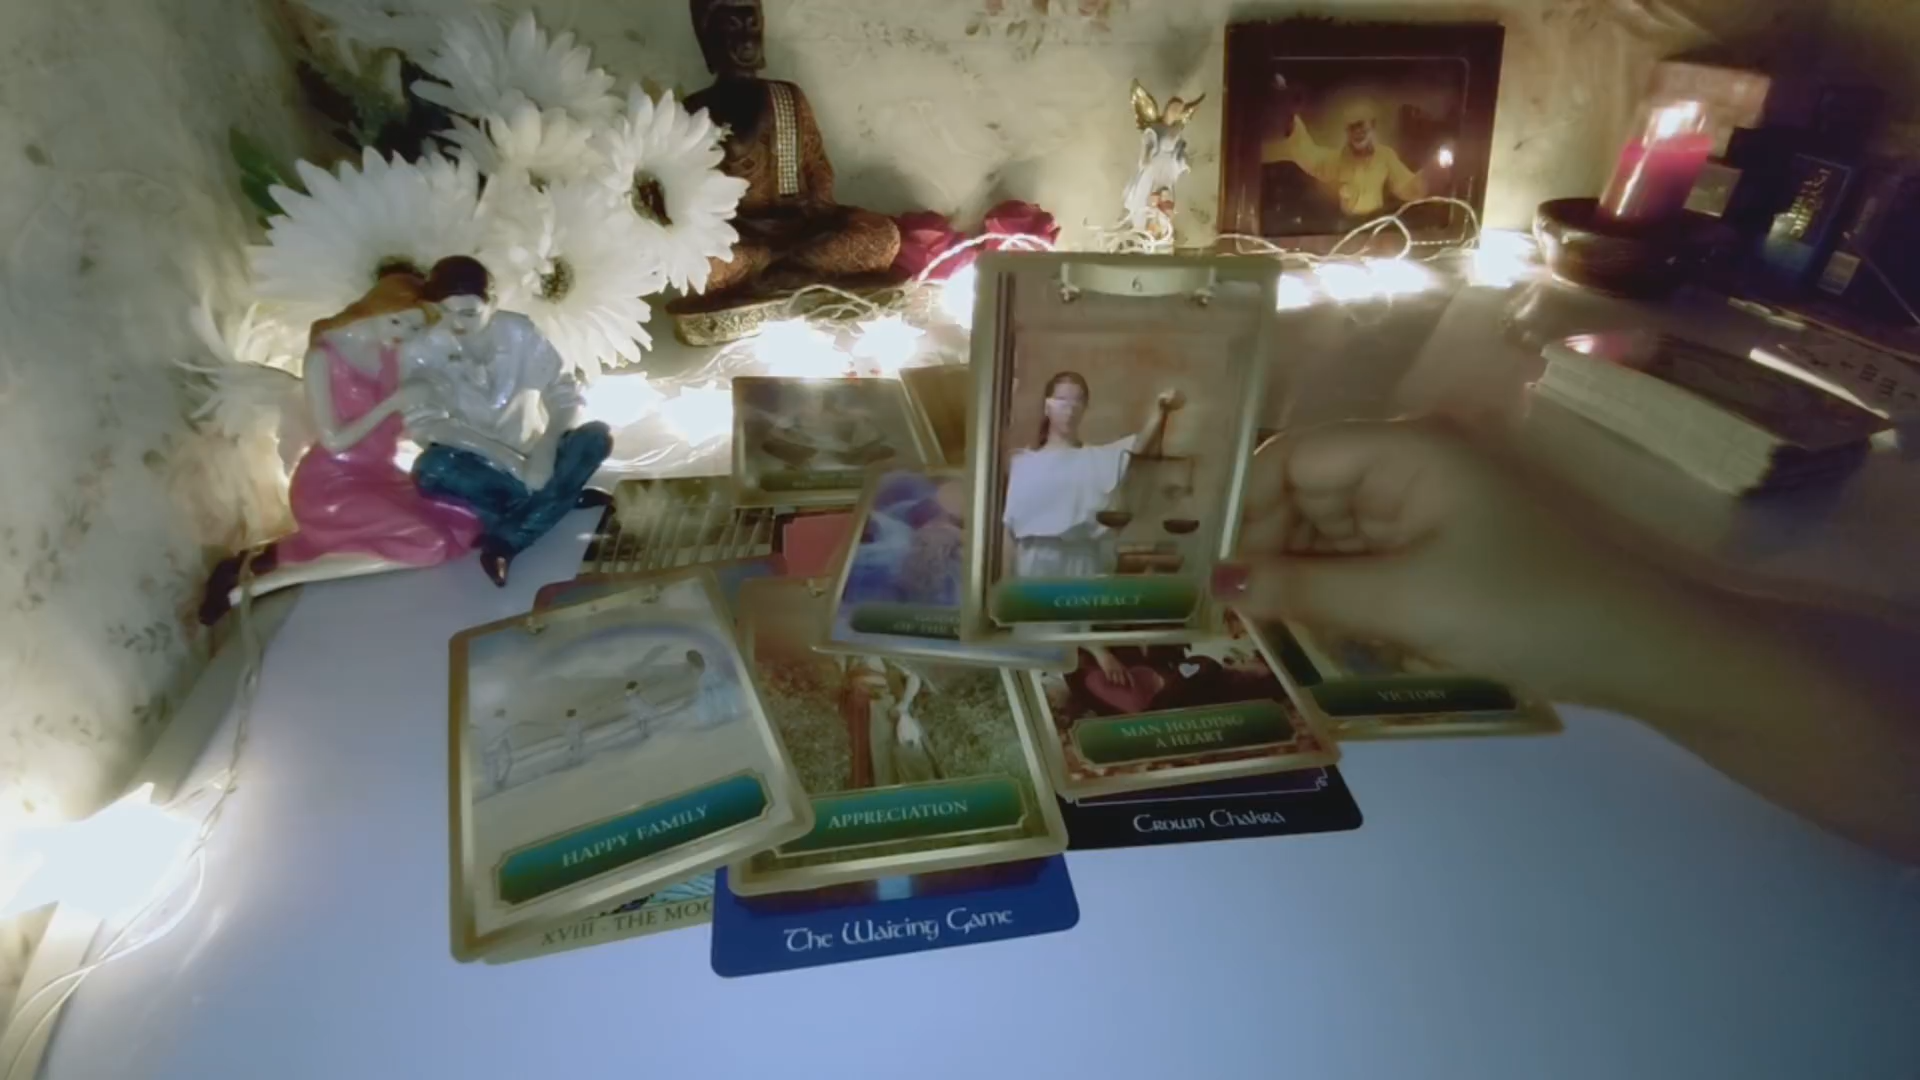 6
CONTRACT
VICTORY
MAN HOLDING
A HEART
Crown Chakra
HAPPY FAMILY
APPRECIATION
XVIII - THE MOO
The Waiting Game